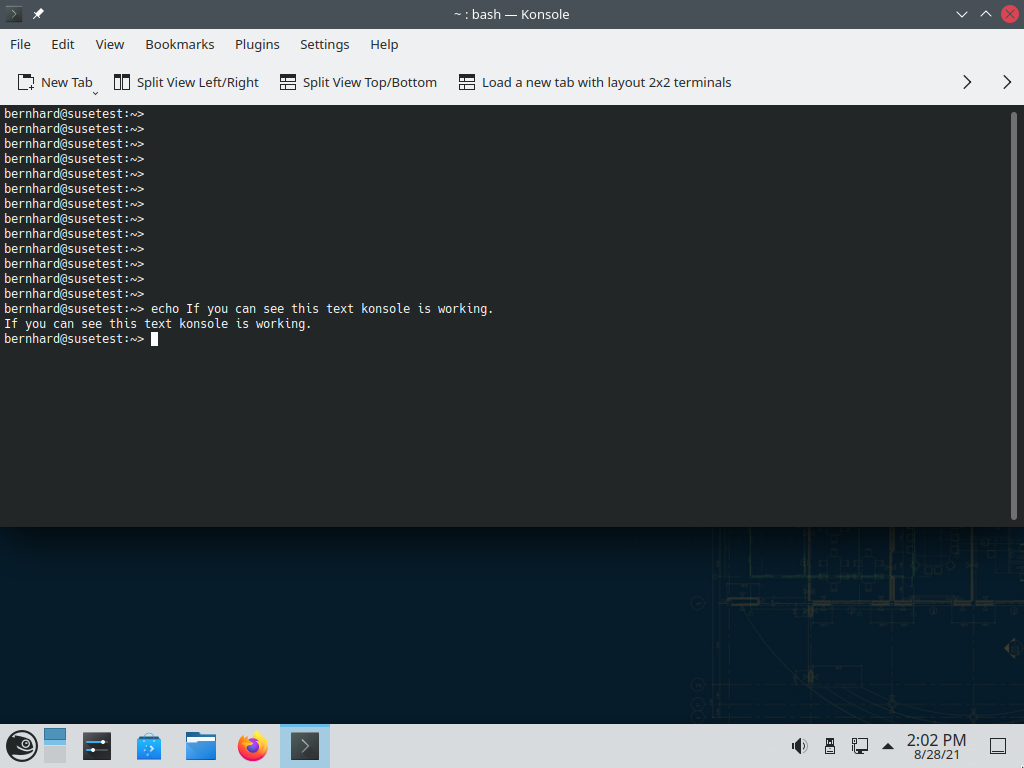 ~ : bash — Konsole
File Edit View Bookmarks Plugins Settings Help
New Tab Split View Left/Right Split View Top/Bottom Load a new tab with layout 2x2 terminals
bernhard@susetest:~>
bernhard@susetest:~>
bernhard@susetest:~>
bernhard@susetest:~>
bernhard@susetest:~>
bernhard@susetest:~>
bernhard@susetest:~>
bernhard@susetest:~>
bernhard@susetest:~>
bernhard@susetest:~>
bernhard@susetest:~>
bernhard@susetest:~>
bernhard@susetest:~>
bernhard@susetest:~> echo If you can see this text konsole is working.
If you can see this text konsole is working.
bernhard@susetest:~>
2:02 PM
8/28/21